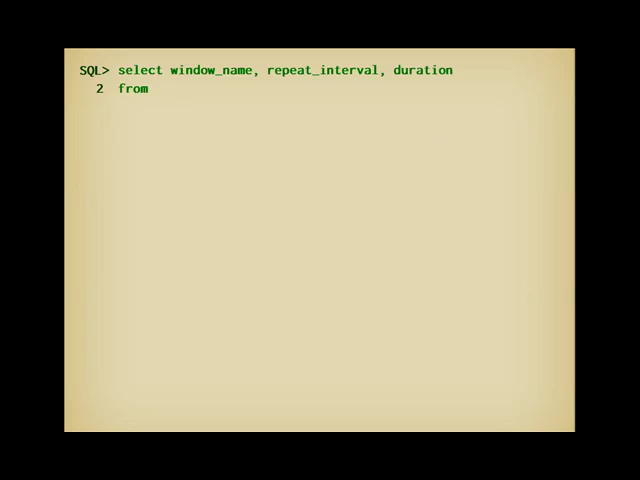 SQL> select window_name, repeat_interval, duration
2 from